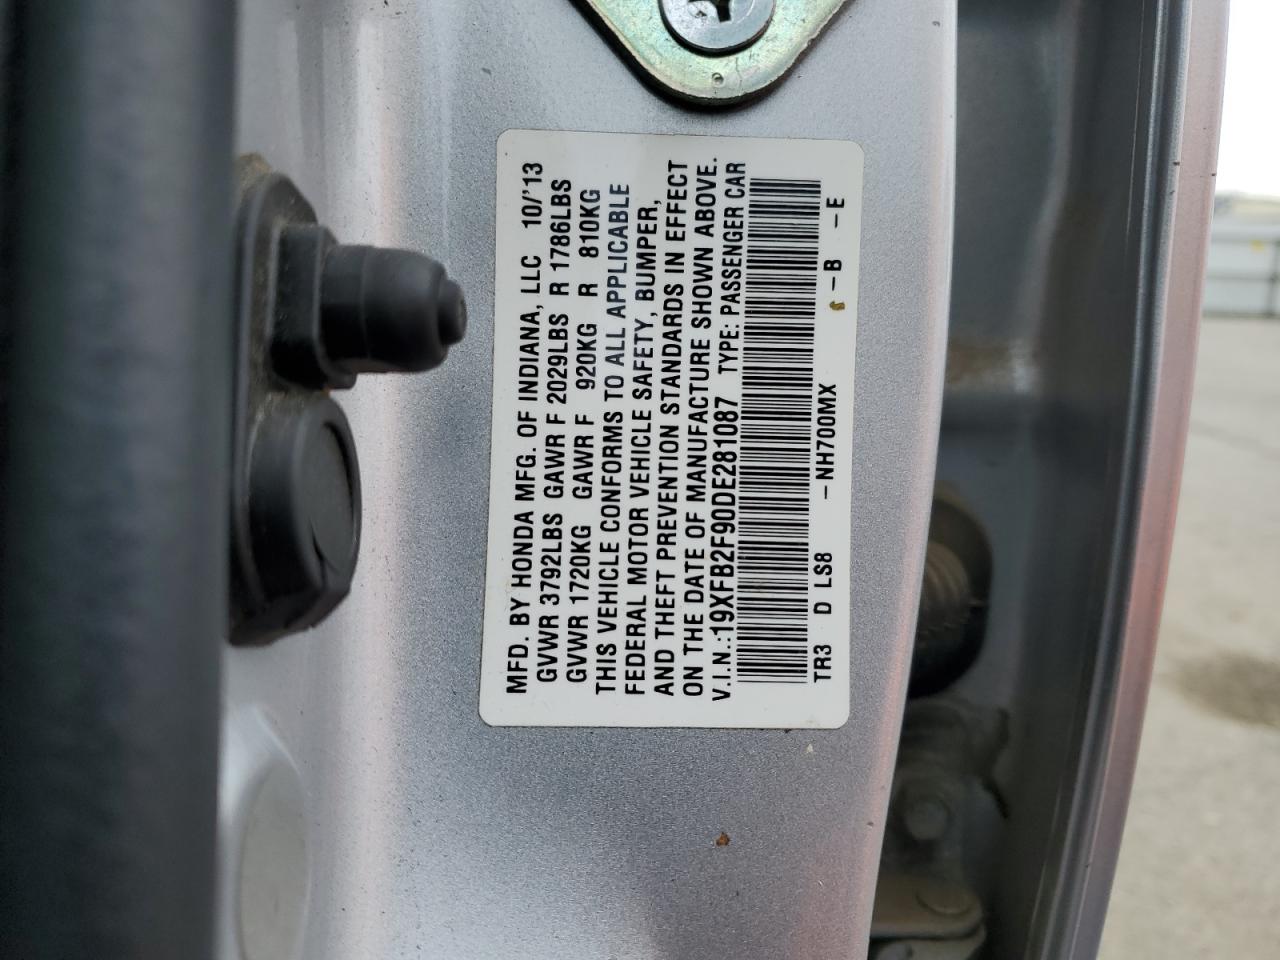 MFD. BY HONDA MFG. OF INDIANA, LLC 10/'13
GVWR 3792LBS GAWR F 2029LBS R 1786LBS
GVWR 1720KG GAWR F 920KG R 810KG
THIS VEHICLE CONFORMS TO ALL APPLICABLE
FEDERAL MOTOR VEHICLE SAFETY, BUMPER,
AND THEFT PREVENTION STANDARDS IN EFFECT
ON THE DATE OF MANUFACTURE SHOWN ABOVE.
V.I.N.:19XFB2F90DE281087 TYPE: PASSENGER CAR
TR3 D LS8 -NH700MX -B -E